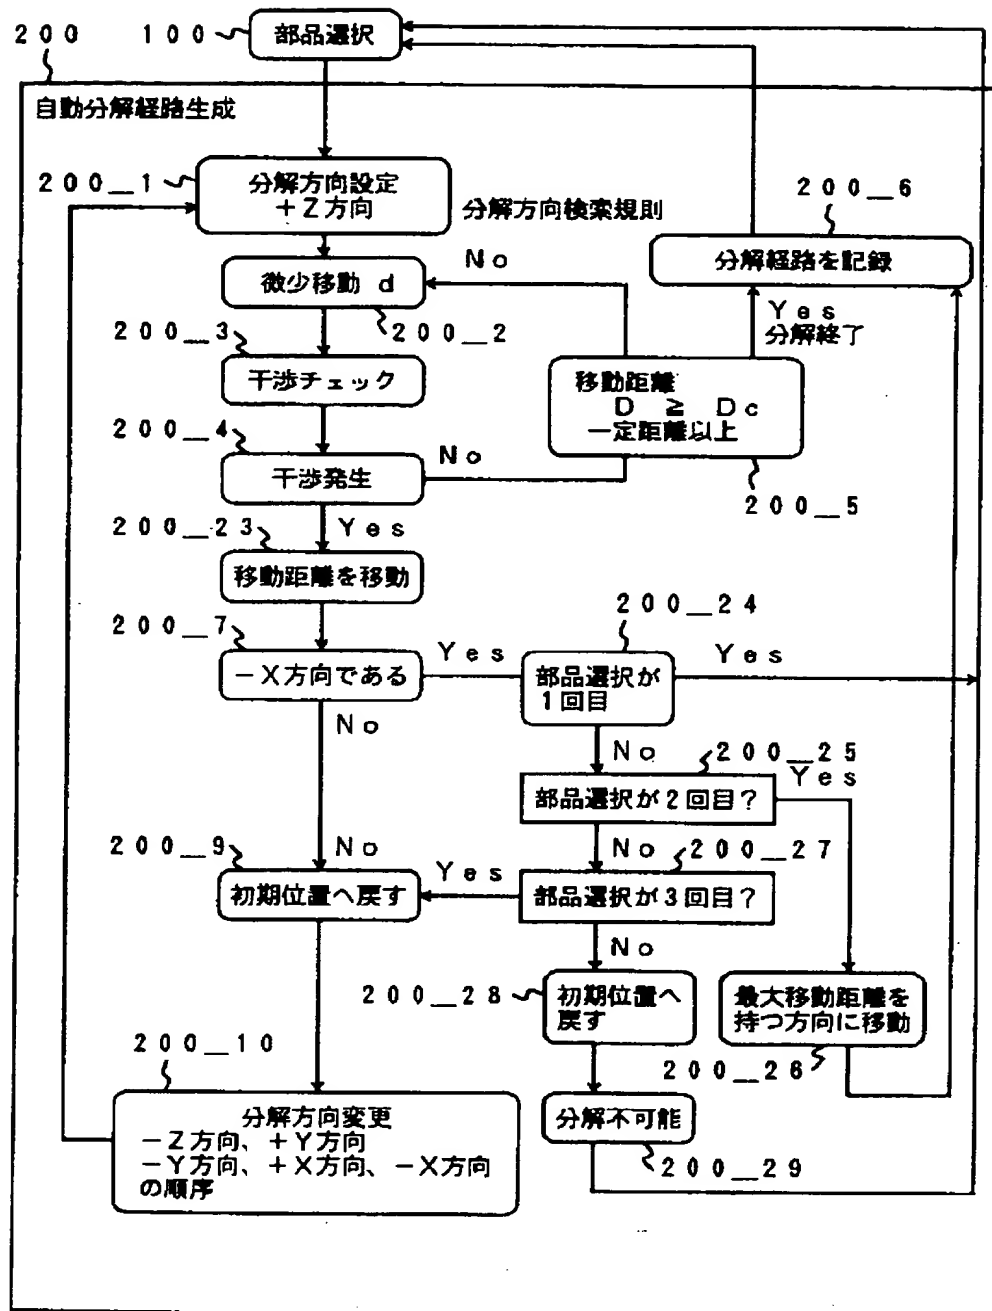 200 100 部品選択
自動分解経路生成
200_1
分解方向設定
+Z方向
分解方向検索規則
200_6
分解経路を記録
No
微少移動 d
200_2
200_3
干渉チェック
Yes
分解終了
移動距離
D ≧ Dc
一定距離以上
200_5
200_4
干渉発生
No
Yes
200_23
移動距離を移動
200_24
200_7
-X方向である
Yes
部品選択が
1回目
Yes
No
No
200_25
Yes
部品選択が2回目?
No
200_27
部品選択が3回目?
Yes
No
200_9
初期位置へ戻す
No
200_28
初期位置へ
戻す
最大移動距離を
持つ方向に移動
200_26
200_10
分解方向変更
-Z方向、+Y方向
-Y方向、+X方向、-X方向
の順序
分解不可能
200_29